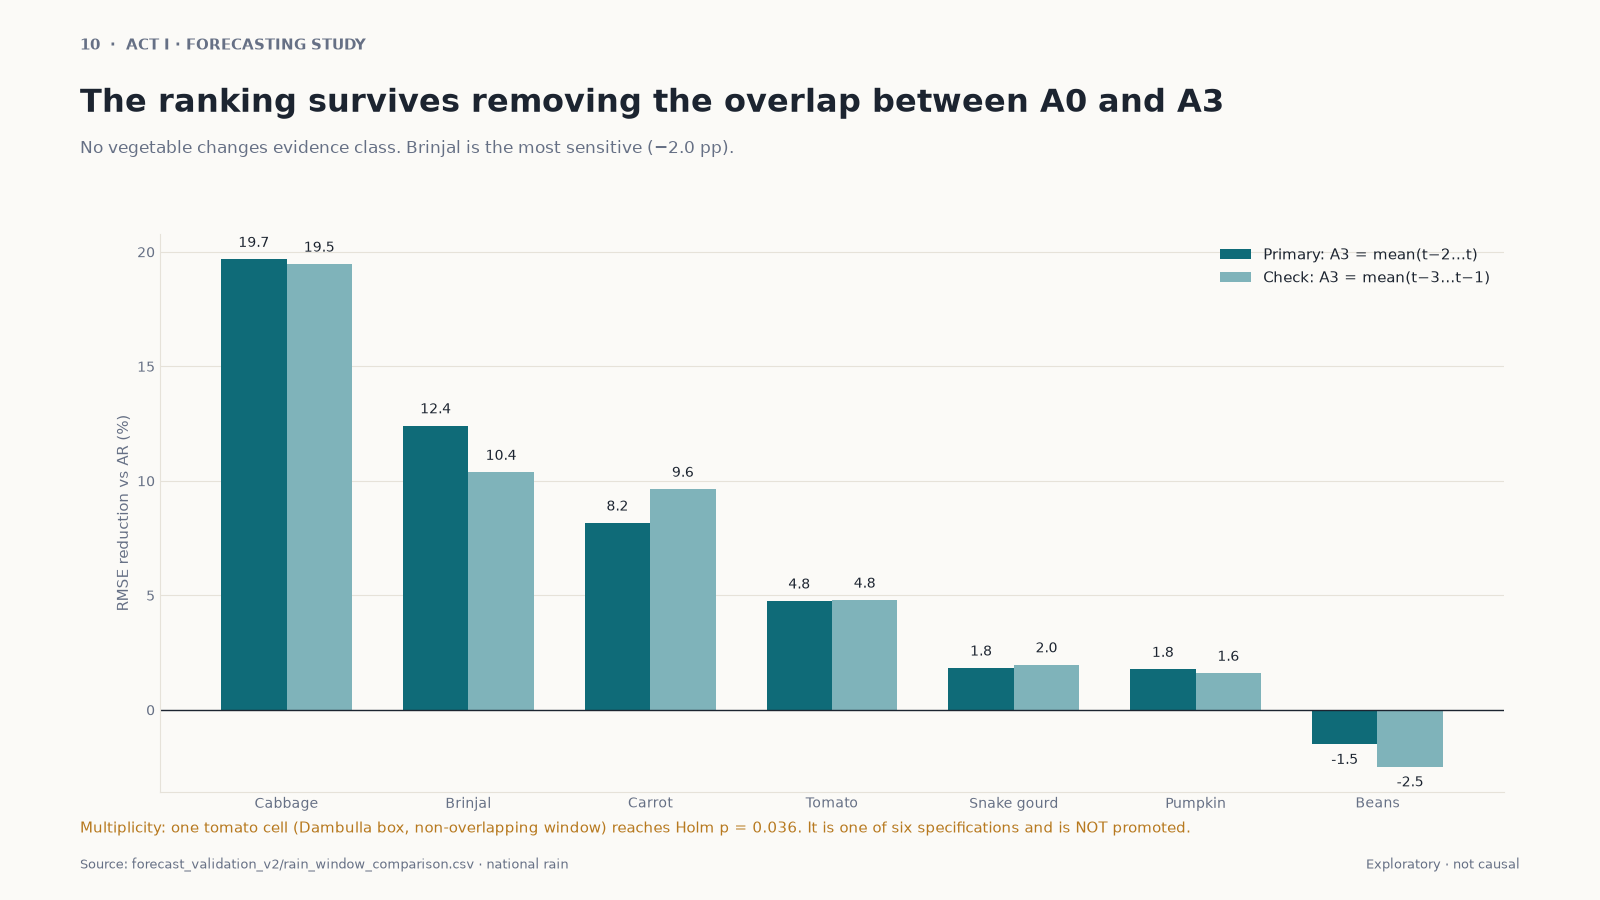 10 · ACT I · FORECASTING STUDY
The ranking survives removing the overlap between A0 and A3
No vegetable changes evidence class. Brinjal is the most sensitive (−2.0 pp).
Primary: A3 = mean(t−2…t)
Check: A3 = mean(t−3…t−1)
RMSE reduction vs AR (%)
20
15
10
5
0
19.7
19.5
12.4
10.4
8.2
9.6
4.8
4.8
1.8
2.0
1.8
1.6
-1.5
-2.5
Cabbage
Brinjal
Carrot
Tomato
Snake gourd
Pumpkin
Beans
Multiplicity: one tomato cell (Dambulla box, non-overlapping window) reaches Holm p = 0.036. It is one of six specifications and is NOT promoted.
Source: forecast_validation_v2/rain_window_comparison.csv · national rain
Exploratory · not causal